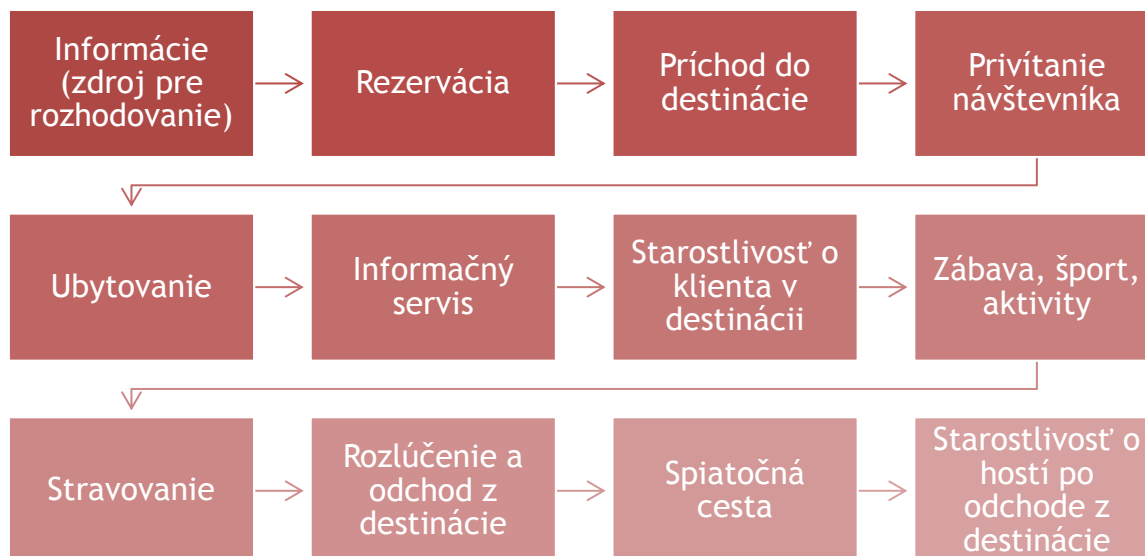 Informácie
(zdroj pre
rozhodovanie)
Rezervácia
Príchod do
destinácie
Privítanie
návštevníka
Ubytovanie
Informačný
servis
Starostlivosť o
klienta v
destinácii
Zábava, šport,
aktivity
Stravovanie
Rozlúčenie a
odchod z
destinácie
Spiatočná
cesta
Starostlivosť o
hostí po
odchode z
destinácie